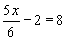 5x/6 − 2 = 8